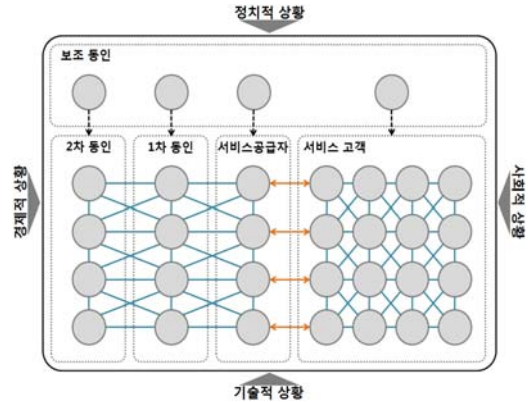 정치적 상황
보조 동인
2차 동인
1차 동인
서비스공급자
서비스 고객
경제적 상황
사회적 상황
기술적 상황